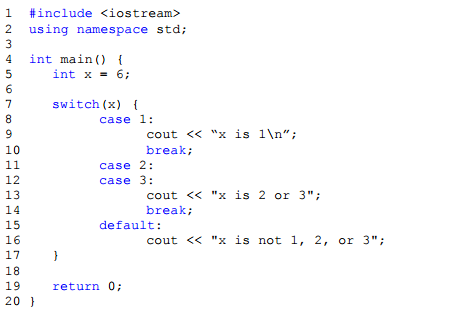 1 #include <iostream>
2 using namespace std;
3
4 int main() {
5 int x = 6;
6
7 switch(x) {
8 case 1:
9 cout << “x is 1\n”;
10 break;
11 case 2:
12 case 3:
13 cout << "x is 2 or 3";
14 break;
15 default:
16 cout << "x is not 1, 2, or 3";
17 }
18
19 return 0;
20 }